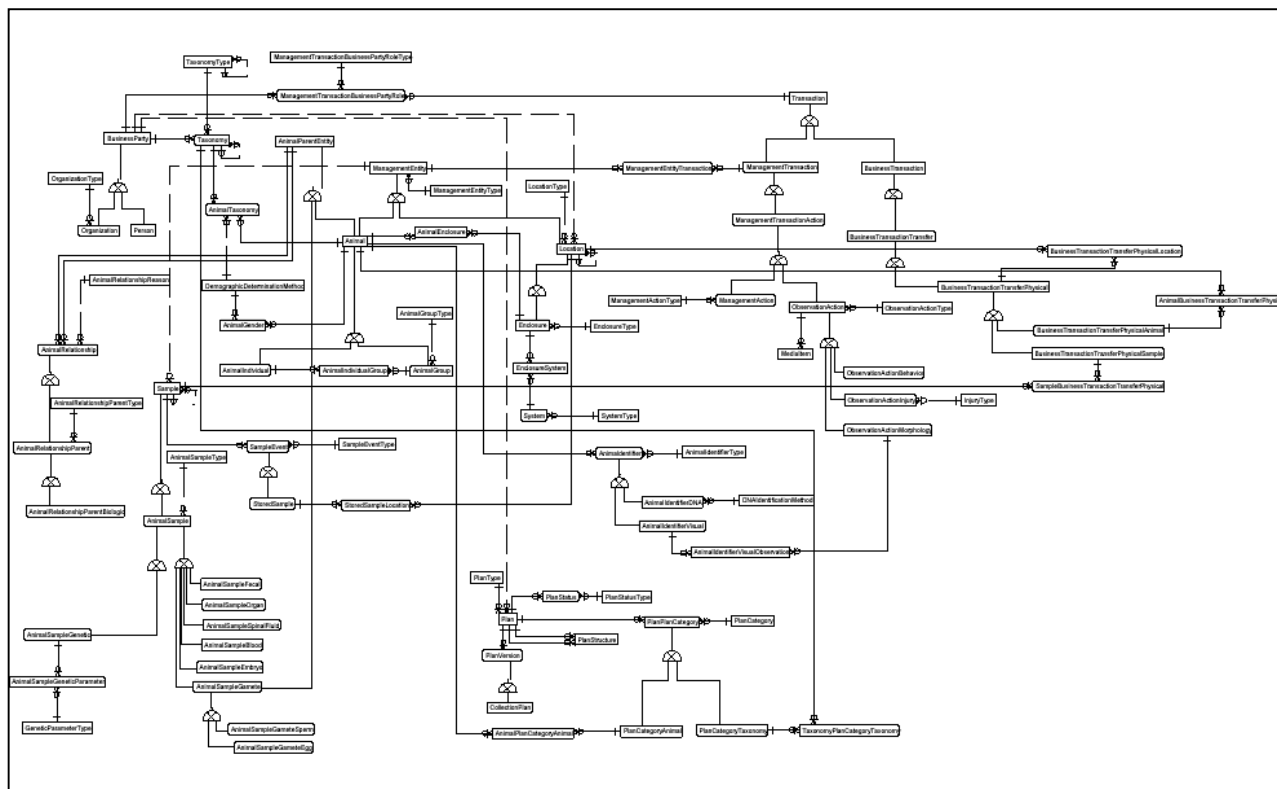 ManagementTransactionBusinessPartyRoleType
TaxonomyType
ManagementTransactionBusinessPartyRole
Transaction
BusinessParty
Taxonomy
AnimalParentEntity
ManagementEntity
ManagementEntityTransaction
ManagementTransaction
BusinessTransaction
OrganizationType
ManagementEntityType
LocationType
AnimalTaxonomy
ManagementTransactionAction
Organization
Person
AnimalEnclosure
Animal
Location
BusinessTransactionTransfer
BusinessTransactionTransferPhysicalLocation
AnimalRelationshipReason
DemographicDeterminationMethod
BusinessTransactionTransferPhysical
ManagementActionType
ManagementAction
ObservationAction
ObservationActionType
AnimalBusinessTransactionTransferPhysic
AnimalGroupType
AnimalGender
Enclosure
EnclosureType
BusinessTransactionTransferPhysicalAnimal
AnimalRelationship
MediaItem
BusinessTransactionTransferPhysicalSample
AnimalIndividual
AnimalIndividualGroup
AnimalGroup
EnclosureSystem
ObservationActionBehavior
Sample
SampleBusinessTransactionTransferPhysical
AnimalRelationshipParentType
ObservationActionInjury
InjuryType
System
SystemType
ObservationActionMorphology
AnimalRelationshipParent
SampleEvent
SampleEventType
AnimalSampleType
AnimalIdentifier
AnimalIdentifierType
StoredSample
StoredSampleLocation
AnimalIdentifierDNA
DNAIdentificationMethod
AnimalRelationshipParentBiologic
AnimalSample
AnimalIdentifierVisual
AnimalIdentifierVisualObservation
PlanType
AnimalSampleFecal
PlanStatus
PlanStatusType
AnimalSampleOrgan
Plan
PlanPlanCategory
PlanCategory
AnimalSampleSpinalFluid
AnimalSampleGenetic
PlanStructure
AnimalSampleBlood
PlanVersion
AnimalSampleEmbryo
AnimalSampleGeneticParameter
AnimalSampleGamete
CollectionPlan
GeneticParameterType
AnimalSampleGameteSperm
AnimalPlanCategoryAnimal
PlanCategoryAnimal
PlanCategoryTaxonomy
TaxonomyPlanCategoryTaxonomy
AnimalSampleGameteEgg